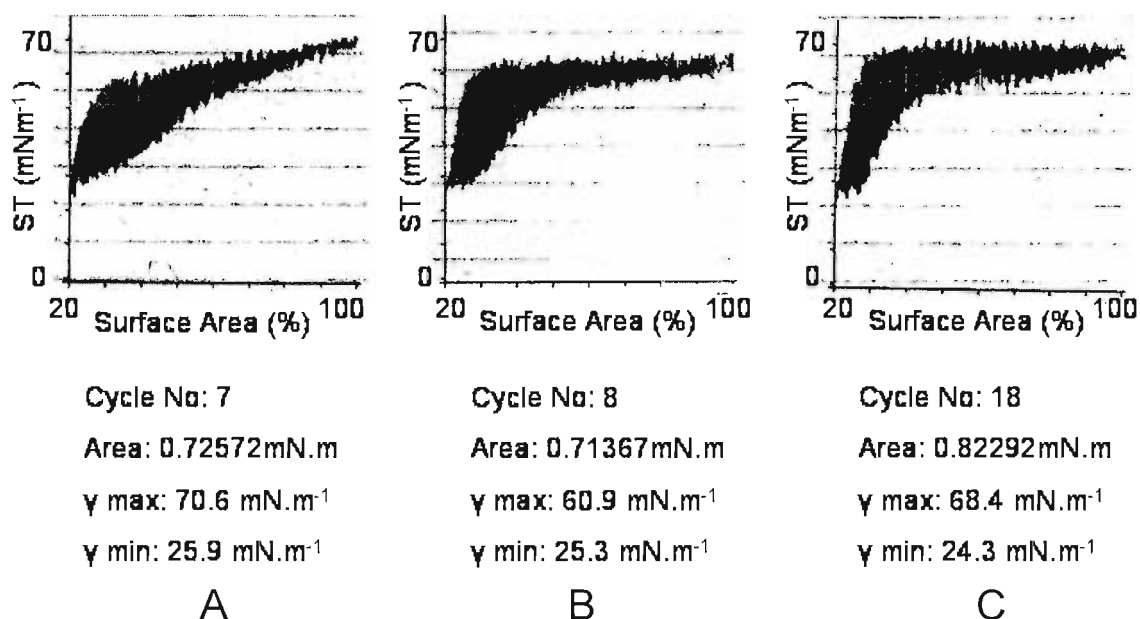 70
ST (mNm-1)
0
20
Surface Area (%)
100
Cycle No: 7
Area: 0.72572mN.m
γ max: 70.6 mN.m-1
γ min: 25.9 mN.m-1
A
70
ST (mNm-1)
0
20
Surface Area (%)
100
Cycle No: 8
Area: 0.71367mN.m
γ max: 60.9 mN.m-1
γ min: 25.3 mN.m-1
B
70
ST (mNm-1)
0
20
Surface Area (%)
100
Cycle No: 18
Area: 0.82292mN.m
γ max: 68.4 mN.m-1
γ min: 24.3 mN.m-1
C